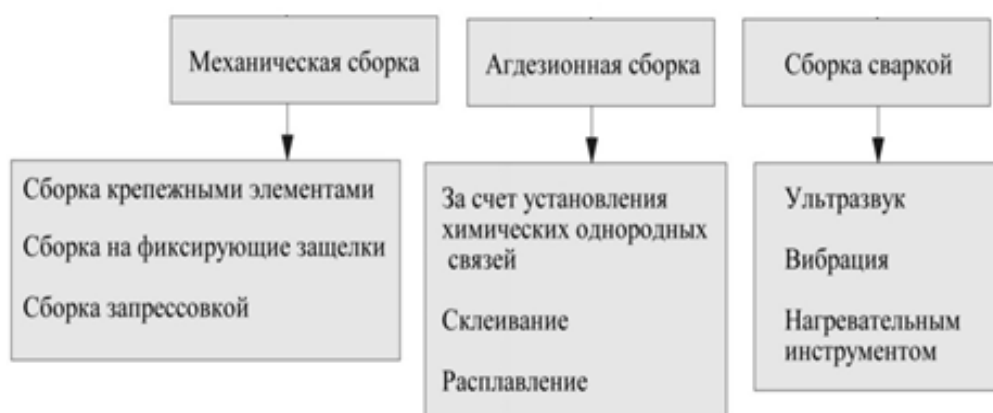 Механическая сборка
Агдезионная сборка
Сборка сваркой
Сборка крепежными элементами
Сборка на фиксирующие защелки
Сборка запрессовкой
За счет установления
химических однородных
связей
Склеивание
Расплавление
Ультразвук
Вибрация
Нагревательным
инструментом